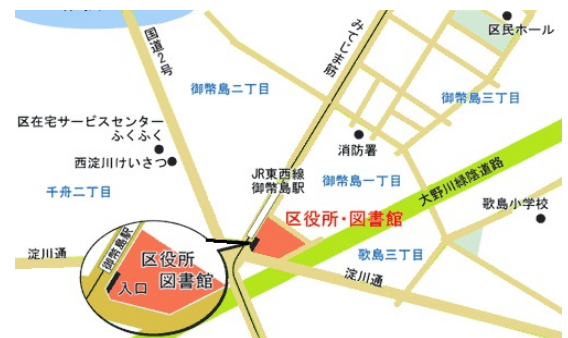 区民ホール
国道2号
みてじま筋
御幣島二丁目
御幣島三丁目
区在宅サービスセンター
ふくふく
西淀川けいさつ
消防署
JR東西線
御幣島駅
御幣島一丁目
大野川緑陰道路
千舟二丁目
歌島小学校
区役所・図書館
淀川通
御幣島駅
区役所
図書館
入口
歌島三丁目
淀川通